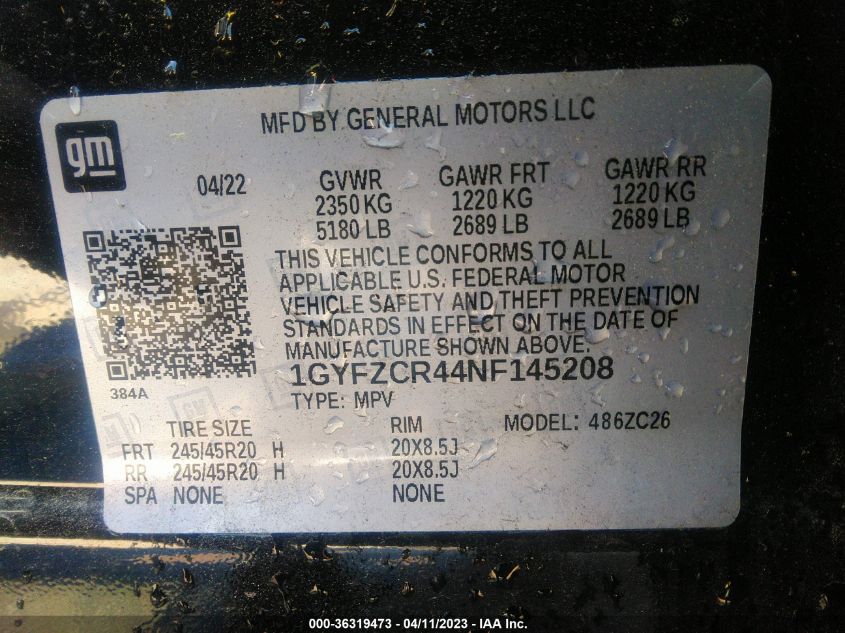 MFD BY GENERAL MOTORS LLC
gm
04/22 GVWR GAWR FRT GAWR RR
2350 KG 1220 KG 1220 KG
5180 LB 2689 LB 2689 LB
THIS VEHICLE CONFORMS TO ALL
APPLICABLE U.S. FEDERAL MOTOR
VEHICLE SAFETY AND THEFT PREVENTION
STANDARDS IN EFFECT ON THE DATE OF
MANUFACTURE SHOWN ABOVE.
1GYFZCR44NF145208
384A
TYPE: MPV
TIRE SIZE RIM MODEL: 486ZC26
FRT 245/45R20 H 20X8.5J
RR 245/45R20 H 20X8.5J
SPA NONE NONE
000-36319473 - 04/11/2023 - IAA Inc.